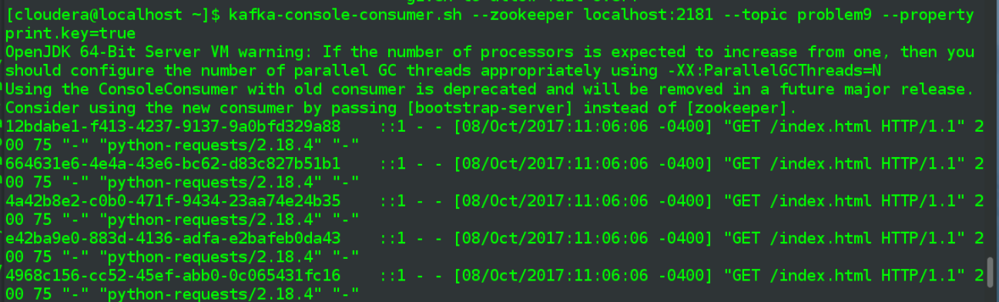 [cloudera@localhost ~]$ kafka-console-consumer.sh --zookeeper localhost:2181 --topic problem9 --property
print.key=true
OpenJDK 64-Bit Server VM warning: If the number of processors is expected to increase from one, then you
should configure the number of parallel GC threads appropriately using -XX:ParallelGCThreads=N
Using the ConsoleConsumer with old consumer is deprecated and will be removed in a future major release.
Consider using the new consumer by passing [bootstrap-server] instead of [zookeeper].
12bdabe1-f413-4237-9137-9a0bfd329a88    ::1 - - [08/Oct/2017:11:06:06 -0400] "GET /index.html HTTP/1.1" 2
00 75 "-" "python-requests/2.18.4" "-"
664631e6-4e4a-43e6-bc62-d83c827b51b1    ::1 - - [08/Oct/2017:11:06:06 -0400] "GET /index.html HTTP/1.1" 2
00 75 "-" "python-requests/2.18.4" "-"
4a42b8e2-c0b0-471f-9434-23aa74e24b35    ::1 - - [08/Oct/2017:11:06:06 -0400] "GET /index.html HTTP/1.1" 2
00 75 "-" "python-requests/2.18.4" "-"
e42ba9e0-883d-4136-adfa-e2bafeb0da43    ::1 - - [08/Oct/2017:11:06:06 -0400] "GET /index.html HTTP/1.1" 2
00 75 "-" "python-requests/2.18.4" "-"
4968c156-cc52-45ef-abb0-0c065431fc16    ::1 - - [08/Oct/2017:11:06:06 -0400] "GET /index.html HTTP/1.1" 2
00 75 "-" "python-requests/2.18.4" "-"